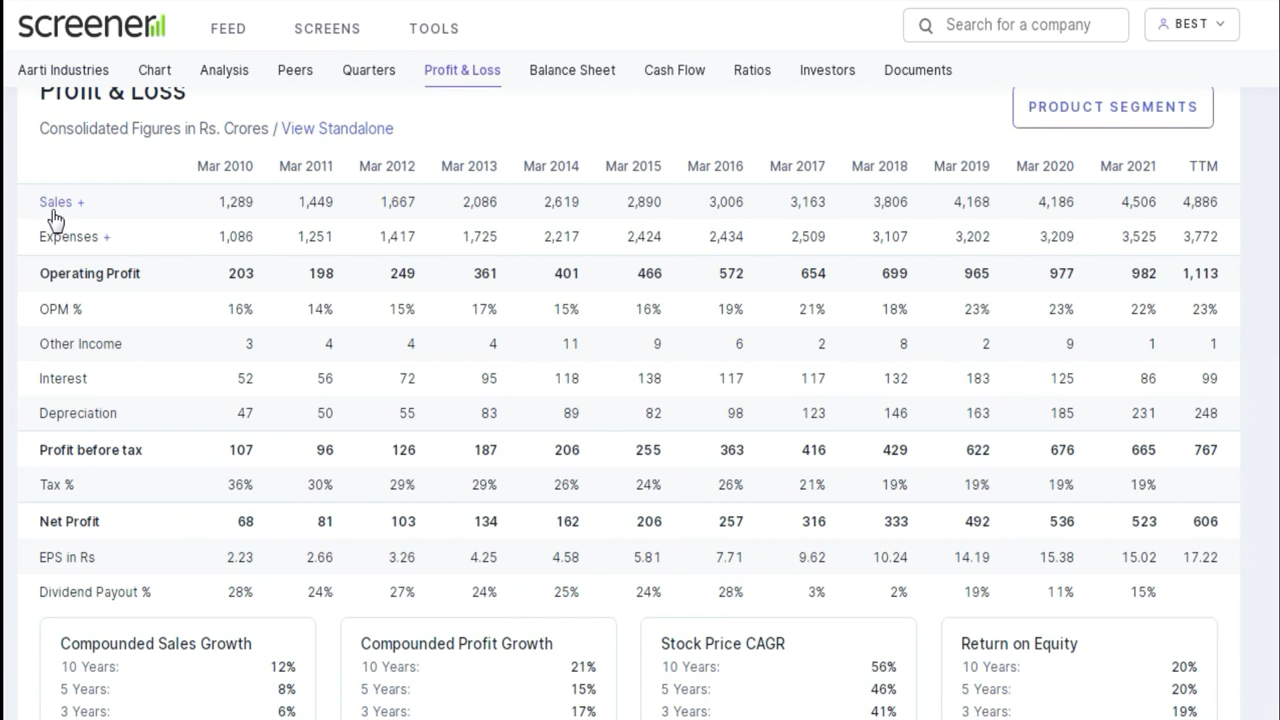 screener FEED SCREENS TOOLS Search for a company BEST
Aarti Industries Chart Analysis Peers Quarters Profit & Loss Balance Sheet Cash Flow Ratios Investors Documents
Profit & Loss
PRODUCT SEGMENTS
Consolidated Figures in Rs. Crores / View Standalone
Mar 2010 Mar 2011 Mar 2012 Mar 2013 Mar 2014 Mar 2015 Mar 2016 Mar 2017 Mar 2018 Mar 2019 Mar 2020 Mar 2021 TTM
Sales + 1,289 1,449 1,667 2,086 2,619 2,890 3,006 3,163 3,806 4,168 4,186 4,506 4,886
Expenses + 1,086 1,251 1,417 1,725 2,217 2,424 2,434 2,509 3,107 3,202 3,209 3,525 3,772
Operating Profit 203 198 249 361 401 466 572 654 699 965 977 982 1,113
OPM % 16% 14% 15% 17% 15% 16% 19% 21% 18% 23% 23% 22% 23%
Other Income 3 4 4 4 11 9 6 2 8 2 9 1 1
Interest 52 56 72 95 118 138 117 117 132 183 125 86 99
Depreciation 47 50 55 83 89 82 98 123 146 163 185 231 248
Profit before tax 107 96 126 187 206 255 363 416 429 622 676 665 767
Tax % 36% 30% 29% 29% 26% 24% 26% 21% 19% 19% 19% 19%
Net Profit 68 81 103 134 162 206 257 316 333 492 536 523 606
EPS in Rs 2.23 2.66 3.26 4.25 4.58 5.81 7.71 9.62 10.24 14.19 15.38 15.02 17.22
Dividend Payout % 28% 24% 27% 24% 25% 24% 28% 3% 2% 19% 11% 15%
Compounded Sales Growth
10 Years: 12%
5 Years: 8%
3 Years: 6%
Compounded Profit Growth
10 Years: 21%
5 Years: 15%
3 Years: 17%
Stock Price CAGR
10 Years: 56%
5 Years: 46%
3 Years: 41%
Return on Equity
10 Years: 20%
5 Years: 20%
3 Years: 19%